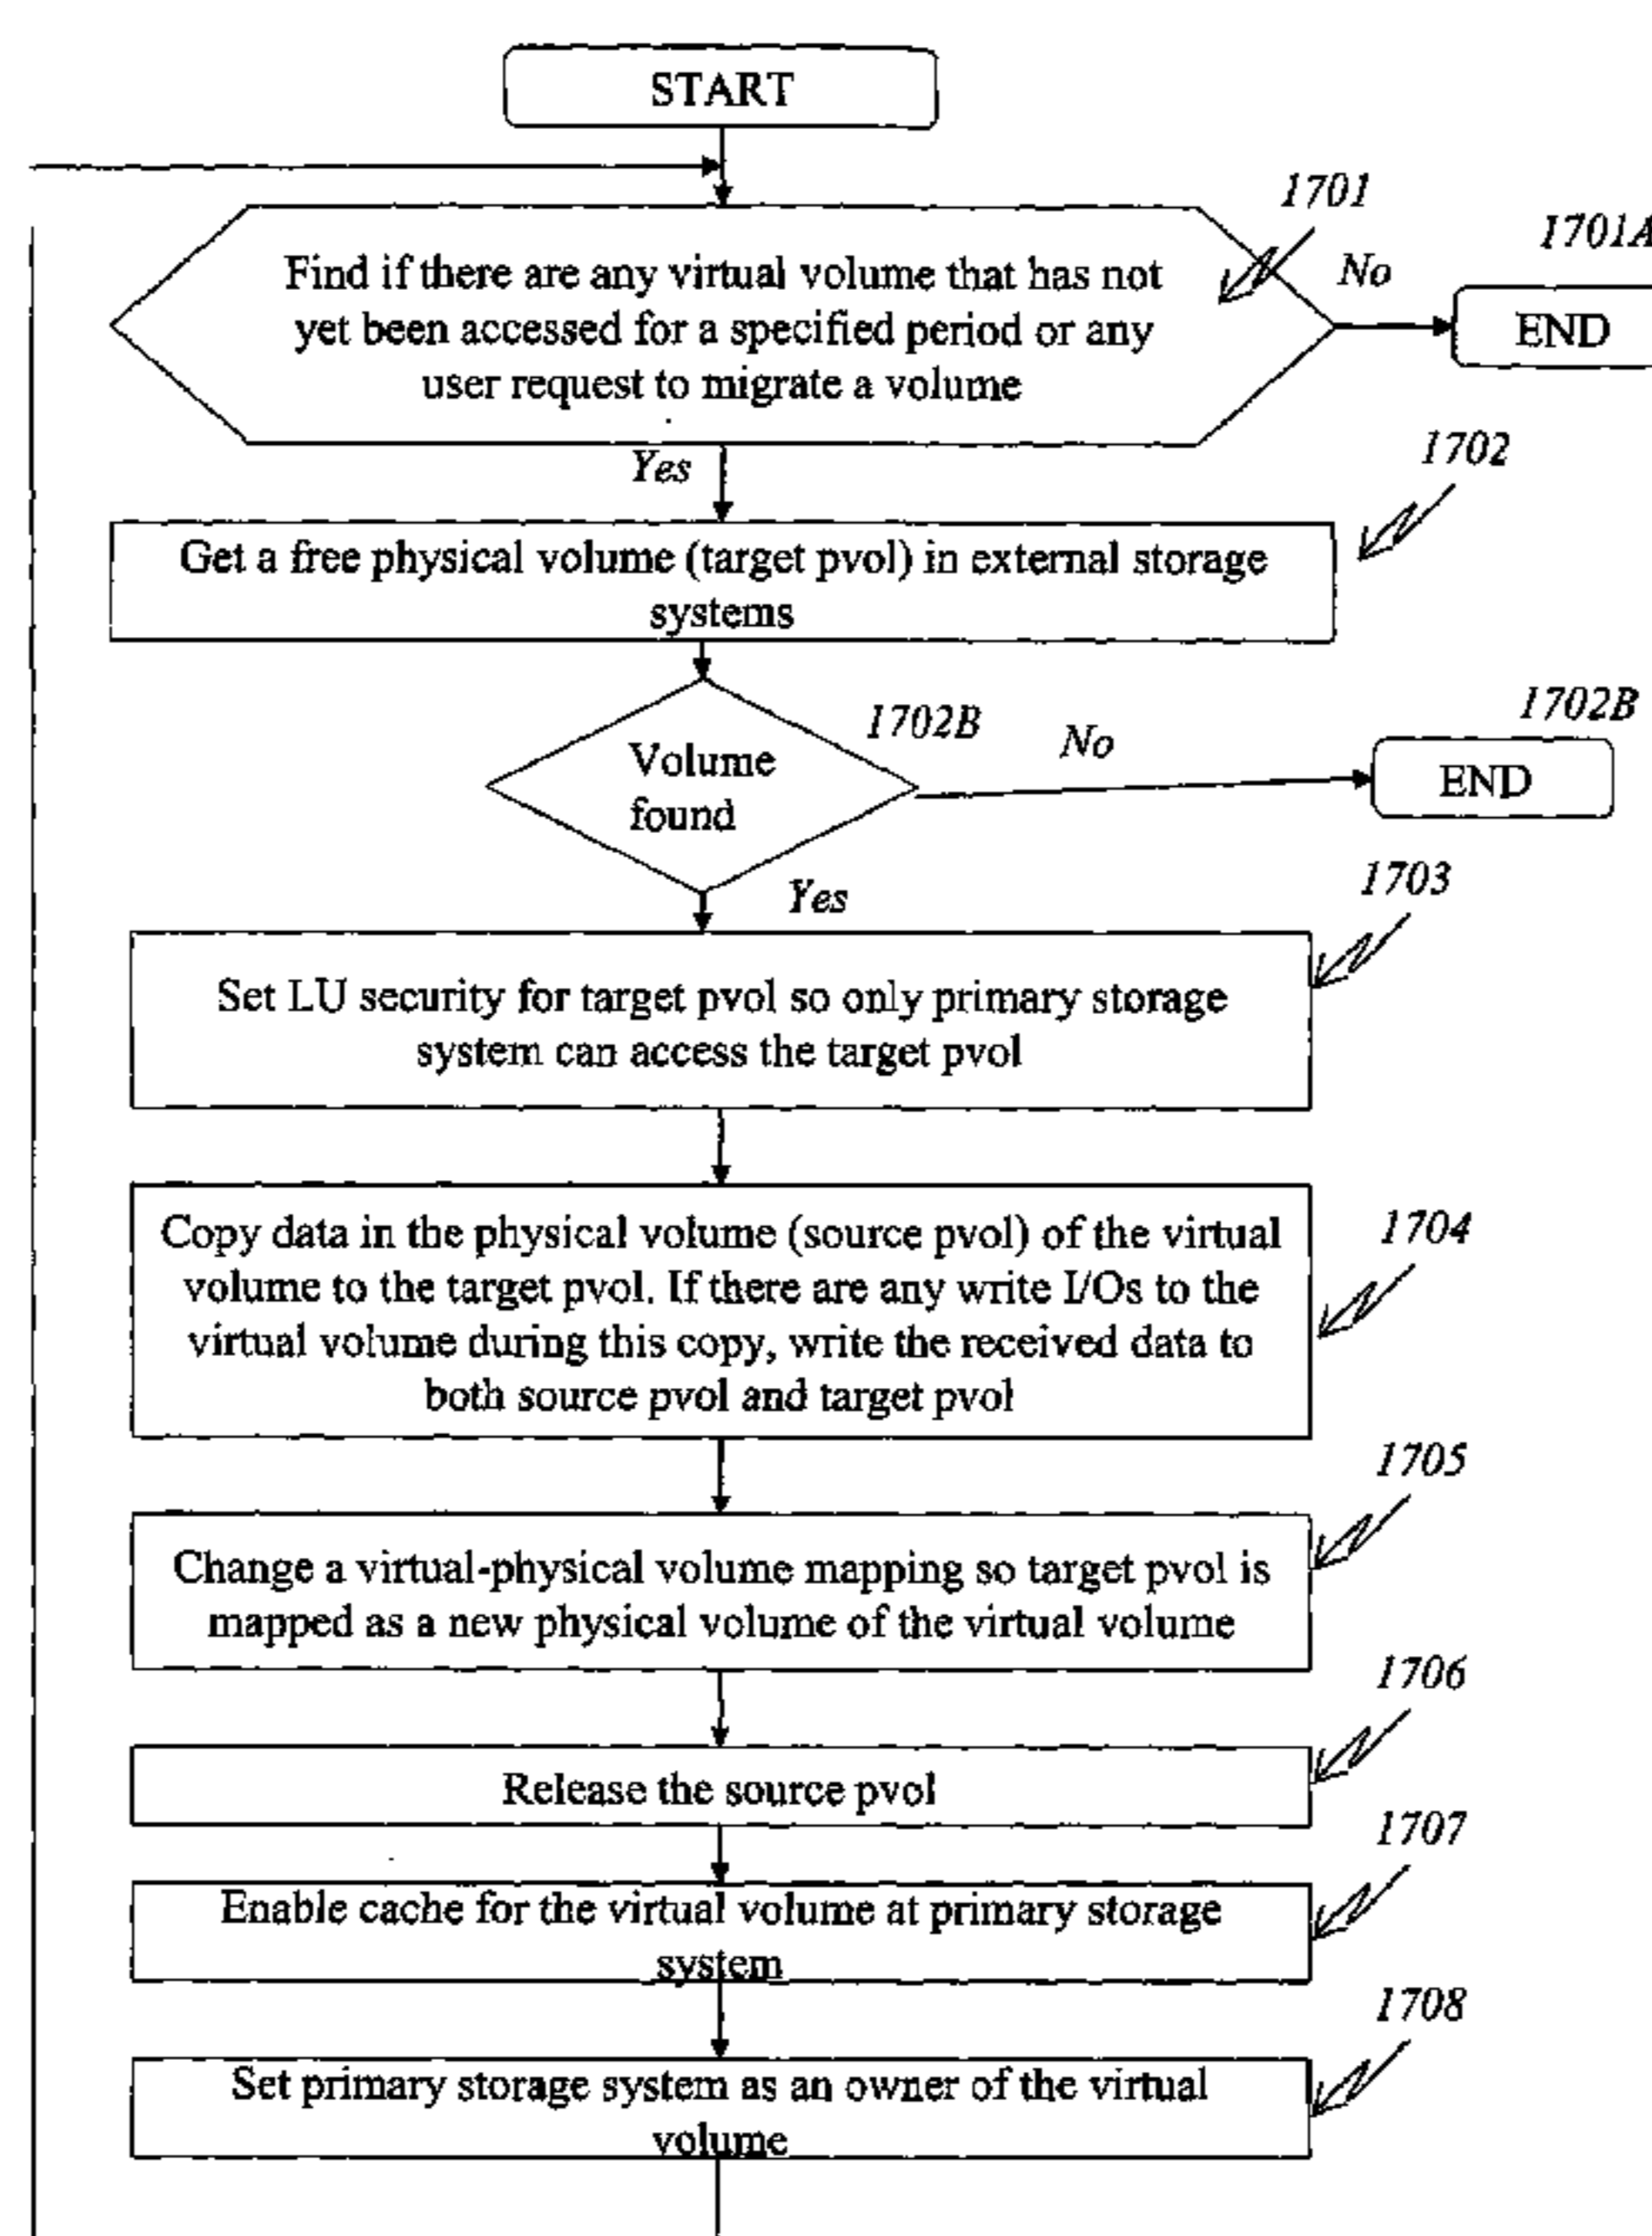 START
1701
1701A
Find if there are any virtual volume that has not
yet been accessed for a specified period or any
user request to migrate a volume
No
END
Yes
1702
Get a free physical volume (target pvol) in external storage
systems
1702B
Volume
found
No
1702B
END
Yes
1703
Set LU security for target pvol so only primary storage
system can access the target pvol
1704
Copy data in the physical volume (source pvol) of the virtual
volume to the target pvol. If there are any write I/Os to the
virtual volume during this copy, write the received data to
both source pvol and target pvol
1705
Change a virtual-physical volume mapping so target pvol is
mapped as a new physical volume of the virtual volume
1706
Release the source pvol
1707
Enable cache for the virtual volume at primary storage
system
1708
Set primary storage system as an owner of the virtual
volume